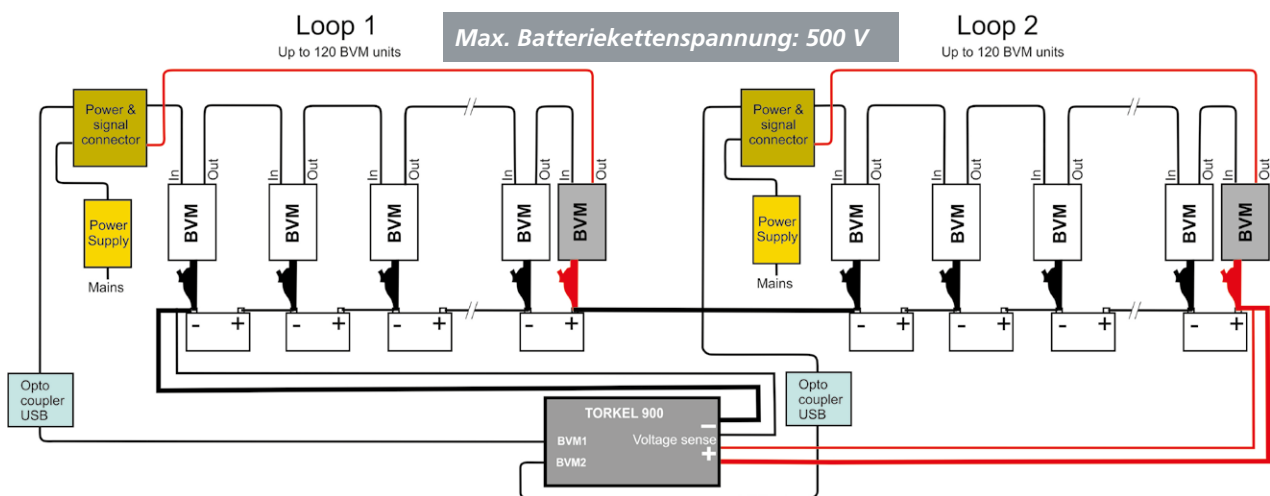 Loop 1
Up to 120 BVM units
Max. Batteriekettenspannung: 500 V
Loop 2
Up to 120 BVM units
Power &
signal
connector
In
Out
In
Out
In
Out
In
Out
In
Out
BVM
BVM
BVM
BVM
BVM
Power
Supply
Mains
- +
- +
- +
- +
Power &
signal
connector
In
Out
In
Out
In
Out
In
Out
In
Out
BVM
BVM
BVM
BVM
BVM
Power
Supply
Mains
- +
- +
- +
- +
Opto
coupler
USB
TORKEL 900
−
BVM1
Voltage sense
BVM2
+
Opto
coupler
USB